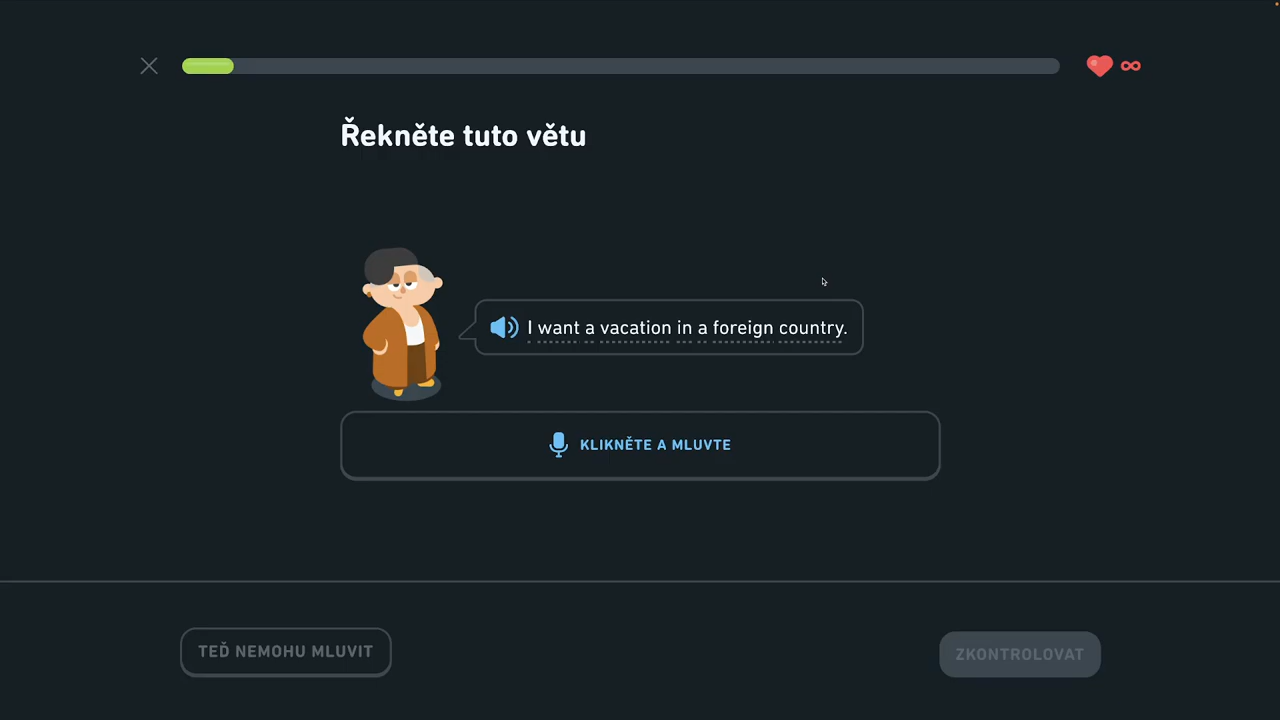 Řekněte tuto větu
I want a vacation in a foreign country.
KLIKNĚTE A MLUVTE
TEĎ NEMOHU MLUVIT
ZKONTROLOVAT